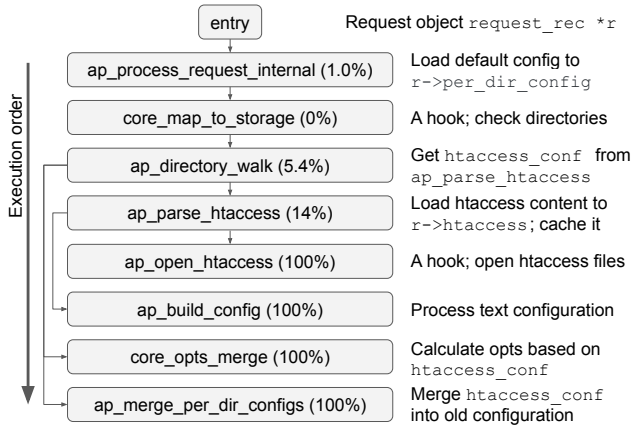 entry
Request object request_rec *r
Execution order
ap_process_request_internal (1.0%)
Load default config to
r->per_dir_config
core_map_to_storage (0%)
A hook; check directories
ap_directory_walk (5.4%)
Get htaccess_conf from
ap_parse_htaccess
ap_parse_htaccess (14%)
Load htaccess content to
r->htaccess; cache it
ap_open_htaccess (100%)
A hook; open htaccess files
ap_build_config (100%)
Process text configuration
core_opts_merge (100%)
Calculate opts based on
htaccess_conf
ap_merge_per_dir_configs (100%)
Merge htaccess_conf
into old configuration